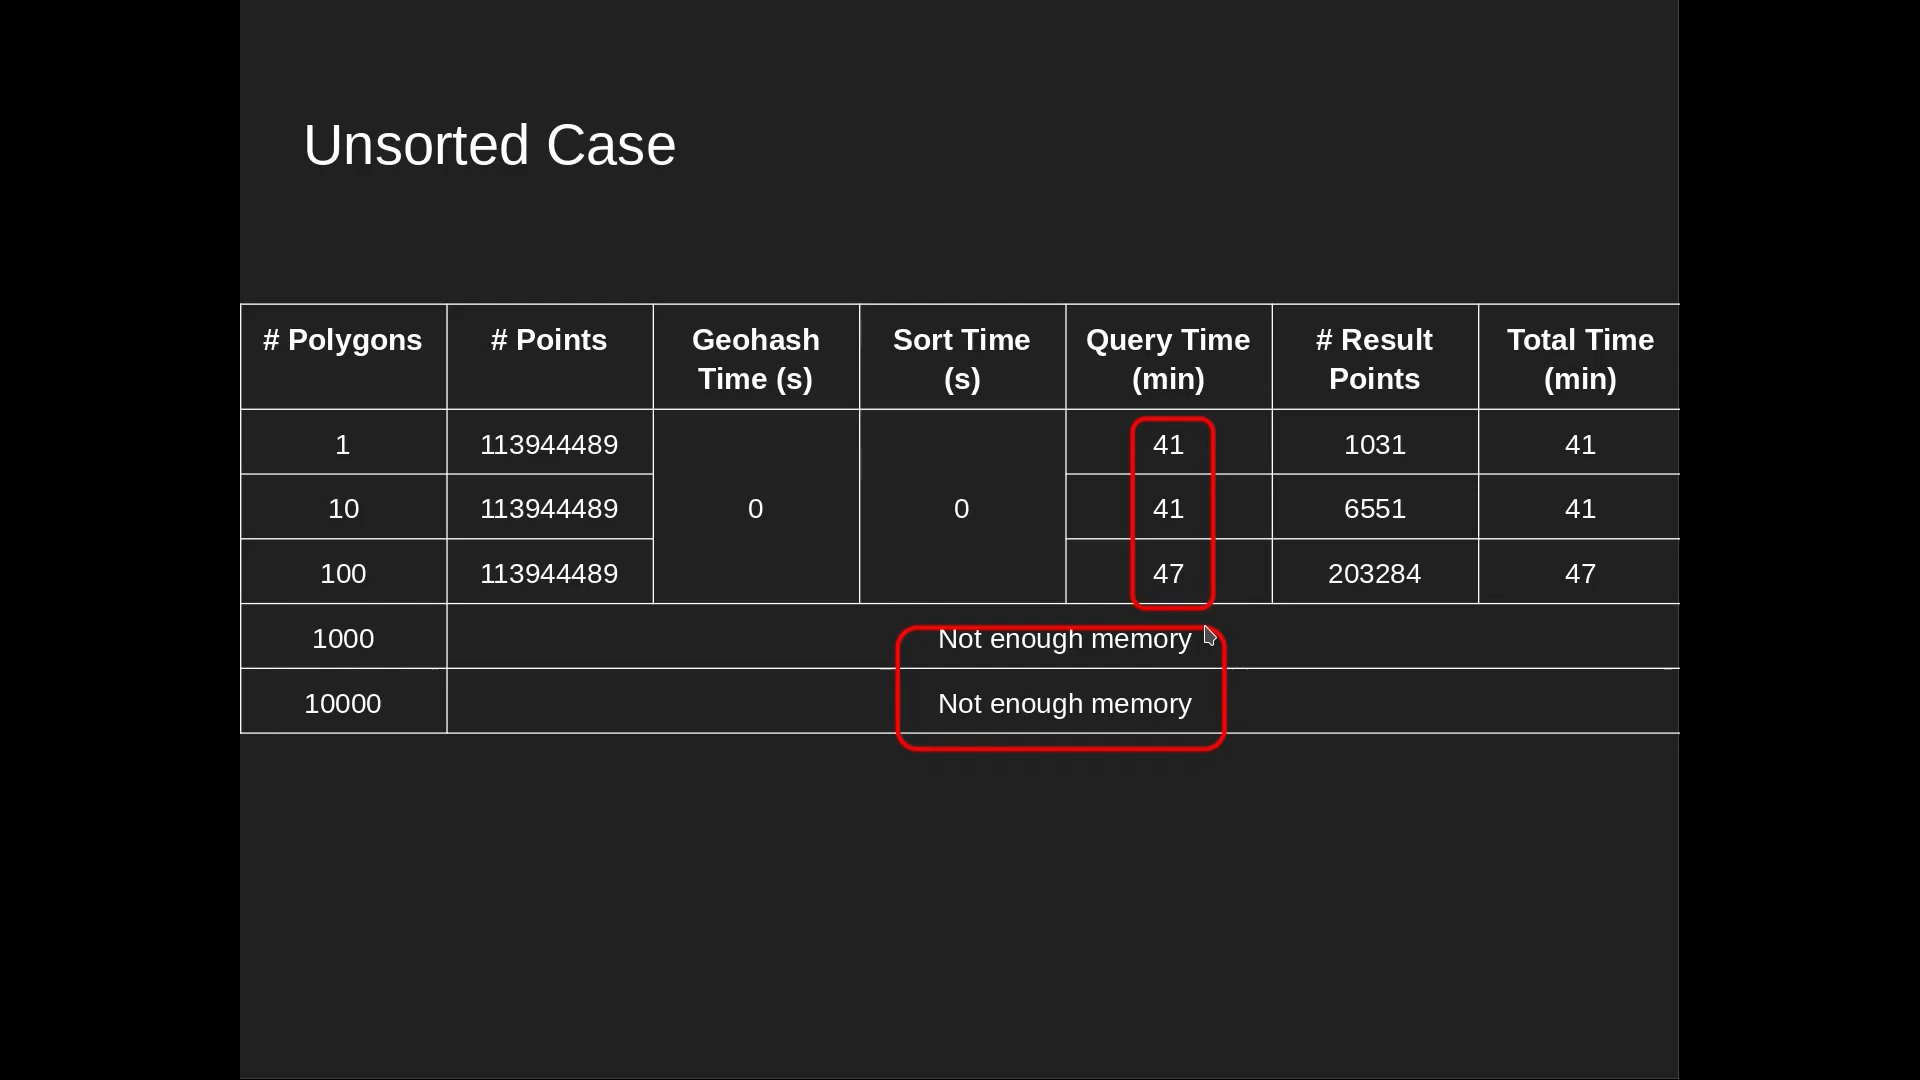 Unsorted Case
# Polygons # Points Geohash Time (s) Sort Time (s) Query Time (min) # Result Points Total Time (min)
1 113944489 41 1031 41
10 113944489 0 0 41 6551 41
100 113944489 47 203284 47
1000 Not enough memory
10000 Not enough memory